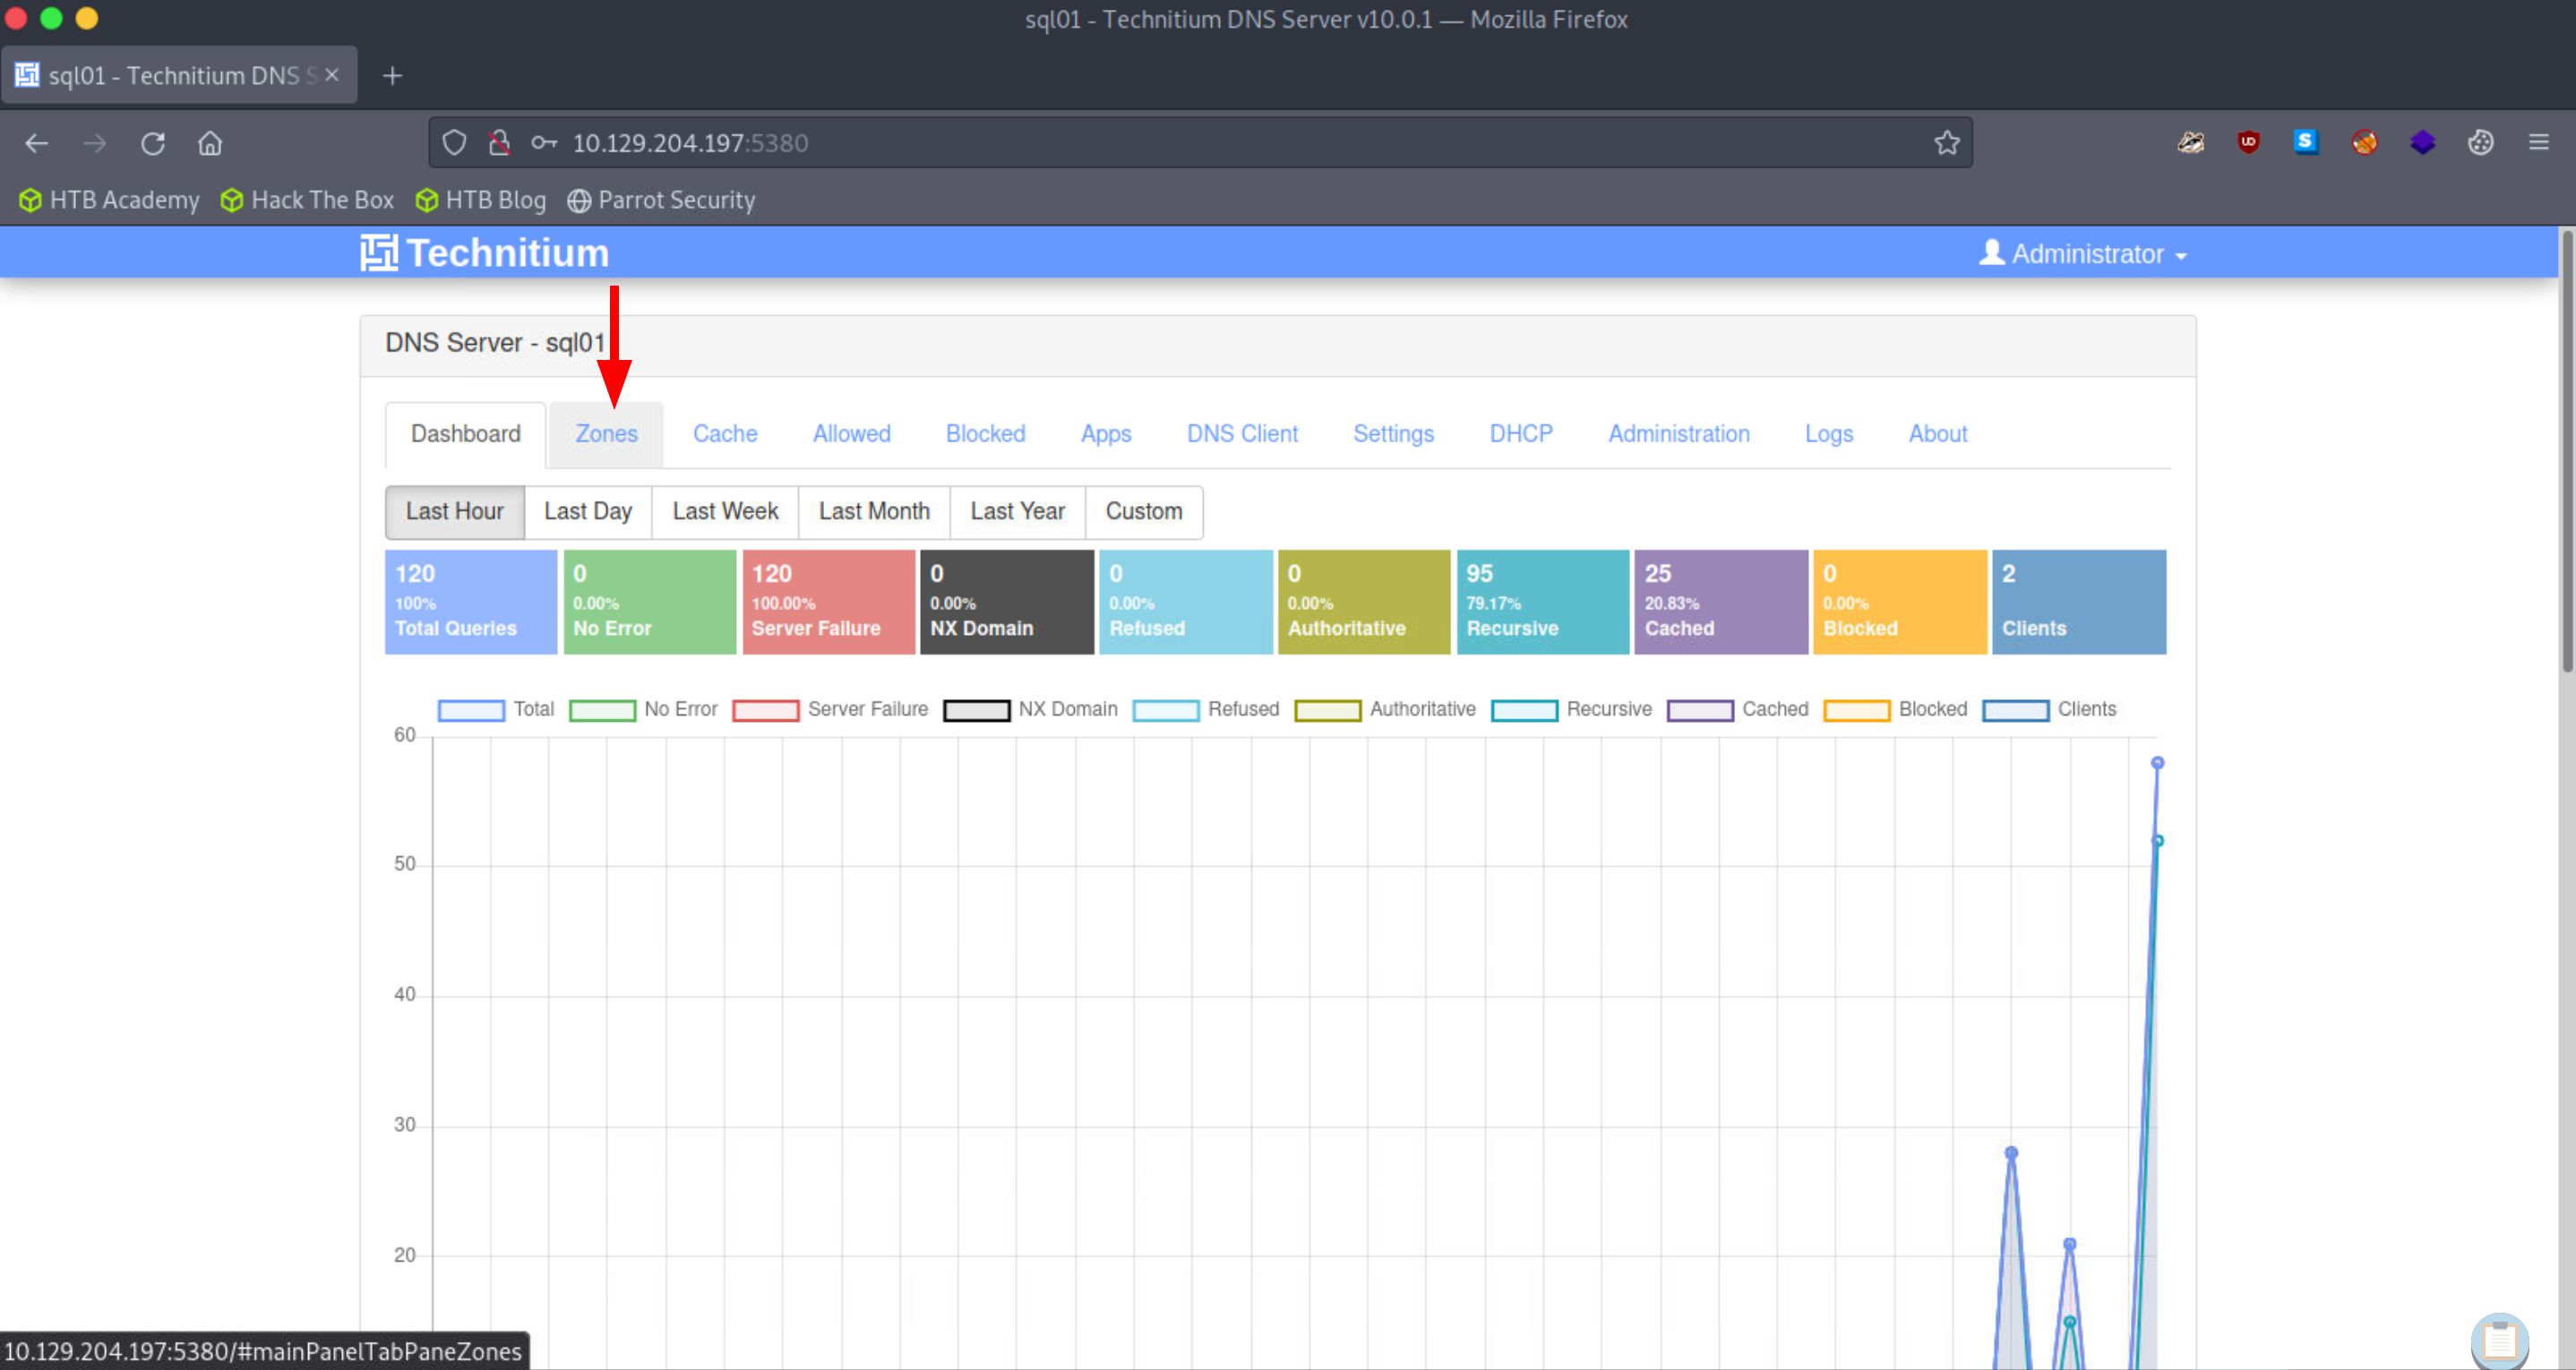 sql01 - Technitium DNS Server v10.0.1 — Mozilla Firefox
sql01 - Technitium DNS S
10.129.204.197:5380
HTB Academy Hack The Box HTB Blog Parrot Security
Technitium Administrator
DNS Server - sql01
Dashboard Zones Cache Allowed Blocked Apps DNS Client Settings DHCP Administration Logs About
Last Hour Last Day Last Week Last Month Last Year Custom
120 0 120 0 0 0 95 25 0 2
100% 0.00% 100.00% 0.00% 0.00% 0.00% 79.17% 20.83% 0.00%
Total Queries No Error Server Failure NX Domain Refused Authoritative Recursive Cached Blocked Clients
Total No Error Server Failure NX Domain Refused Authoritative Recursive Cached Blocked Clients
60
50
40
30
20
10.129.204.197:5380/#mainPanelTabPaneZones